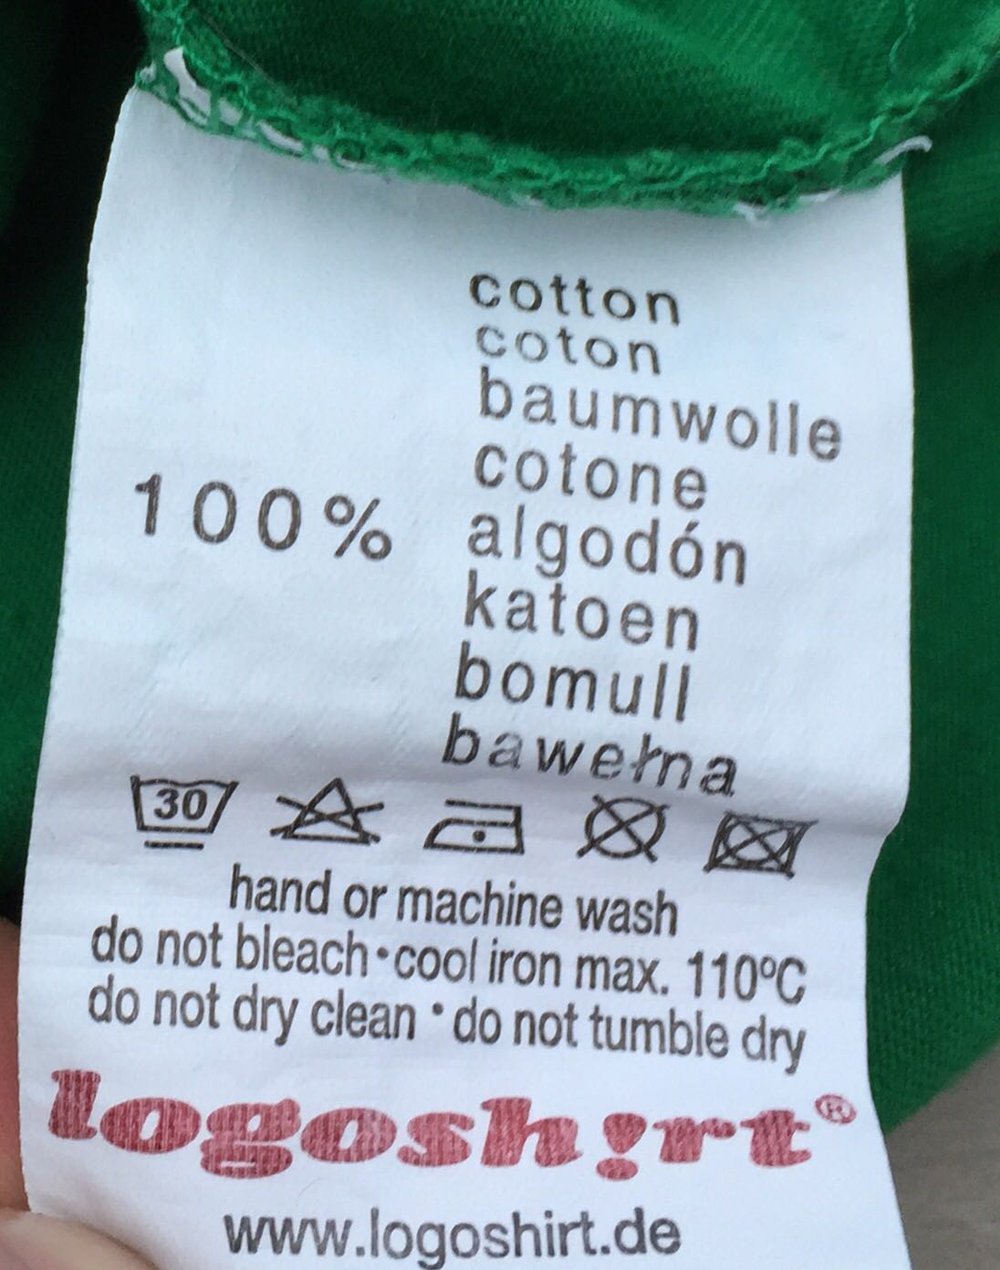 cotton
coton
baumwolle
cotone
100% algodón
katoen
bomull
bawełna
30
hand or machine wash
do not bleach • cool iron max. 110ºC
do not dry clean • do not tumble dry
logosh!rt®
www.logoshirt.de